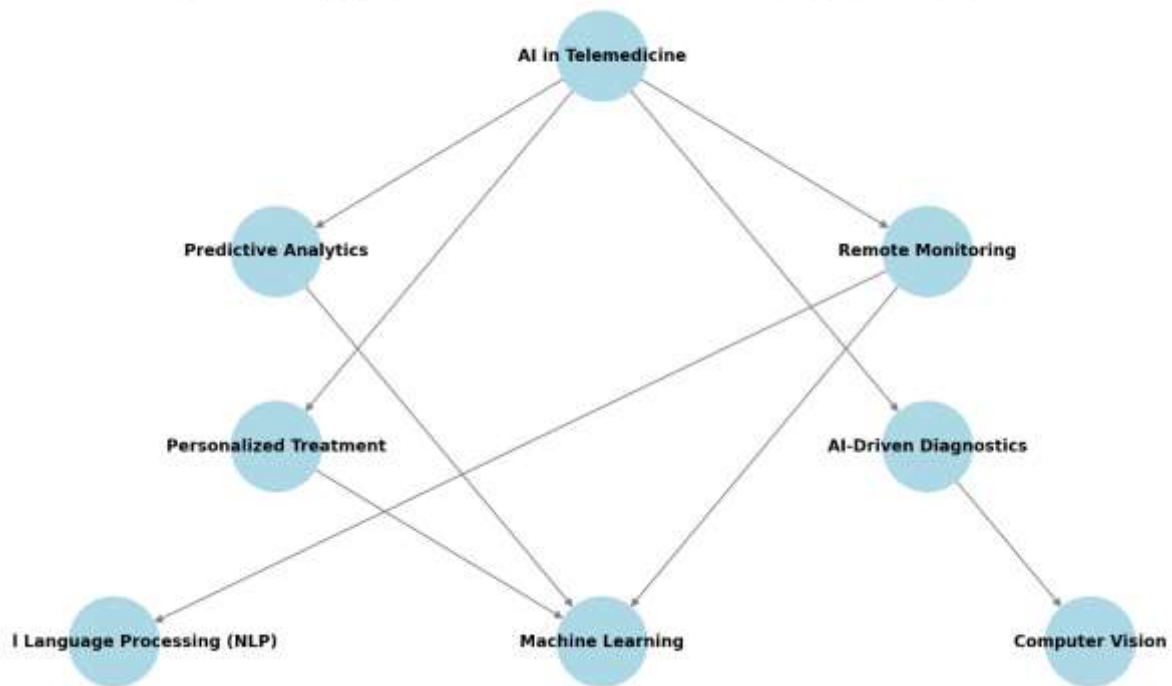 AI in Telemedicine
Predictive Analytics
Remote Monitoring
Personalized Treatment
AI-Driven Diagnostics
l Language Processing (NLP)
Machine Learning
Computer Vision